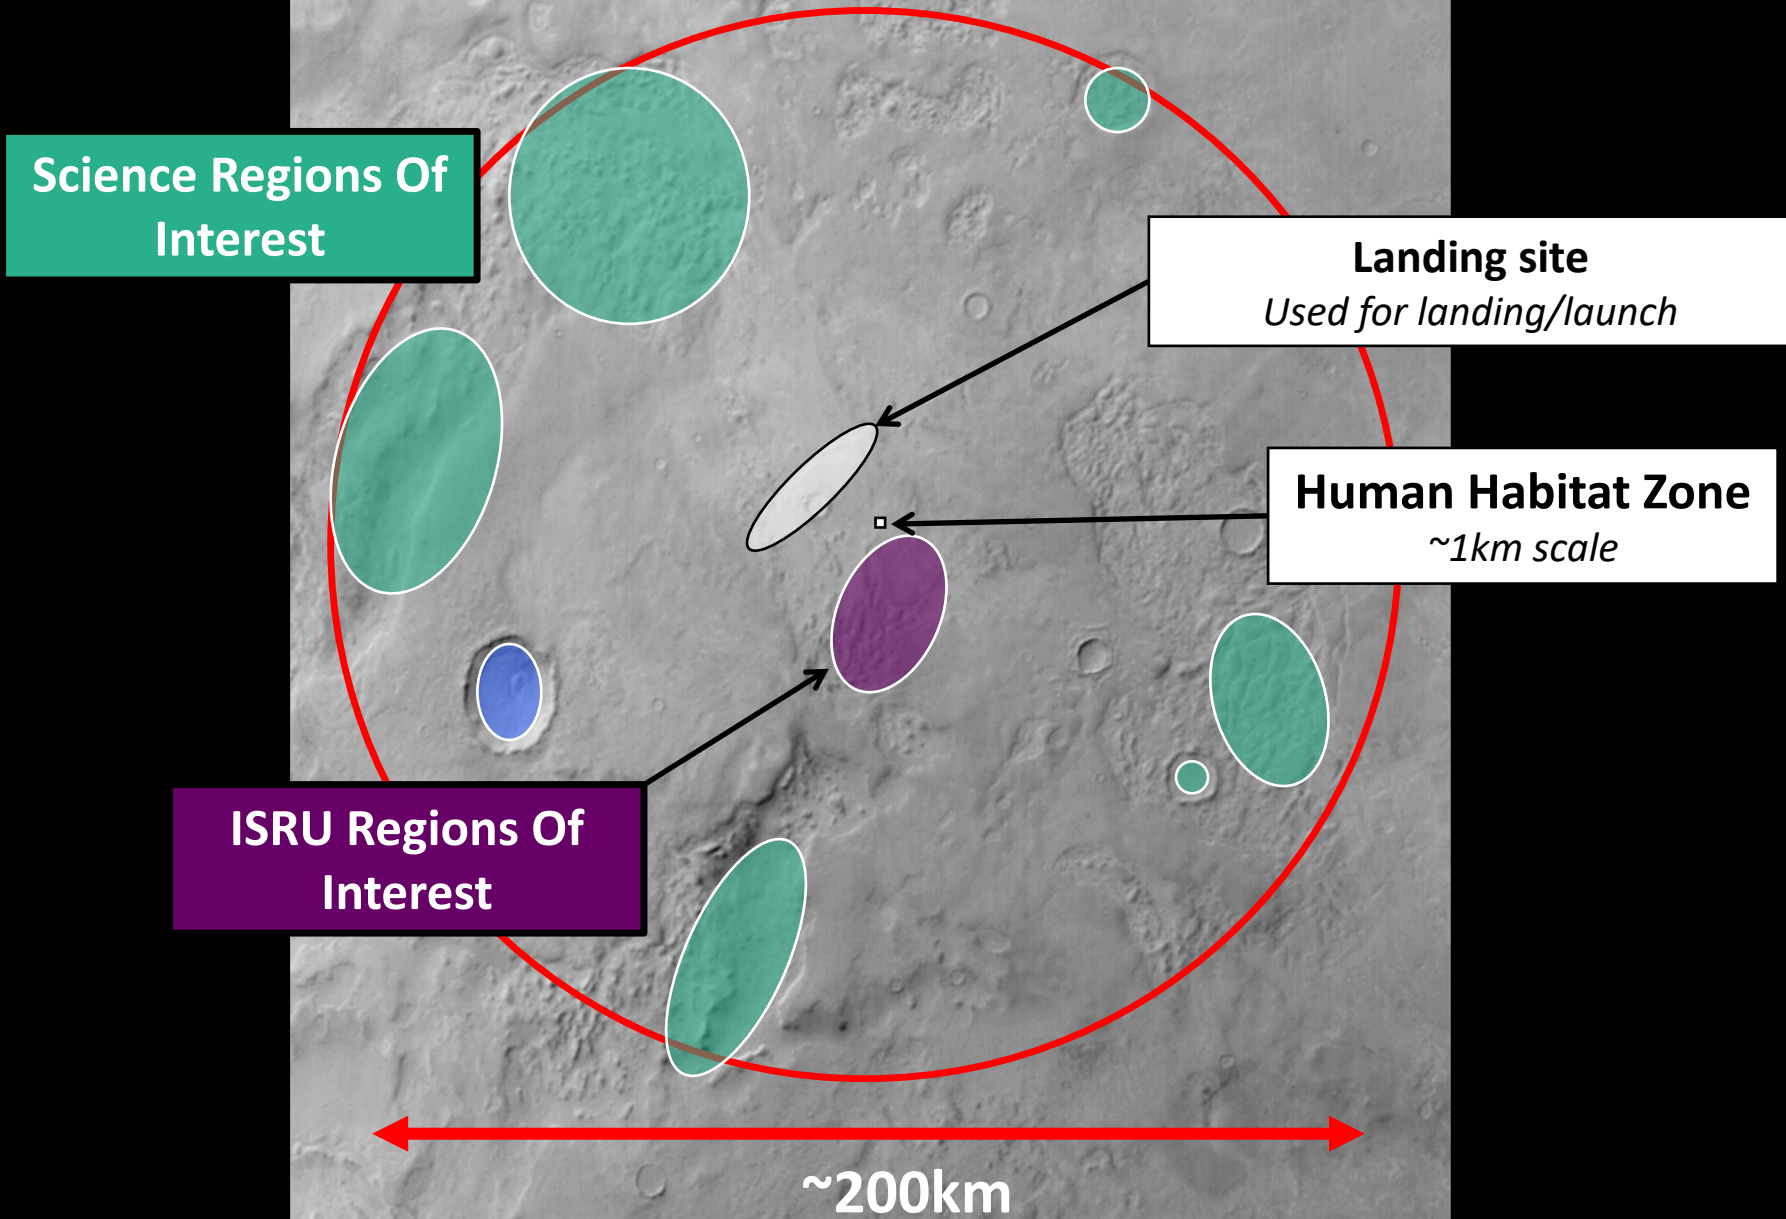 Science Regions Of
Interest
Landing site
Used for landing/launch
Human Habitat Zone
~1km scale
ISRU Regions Of
Interest
~200km